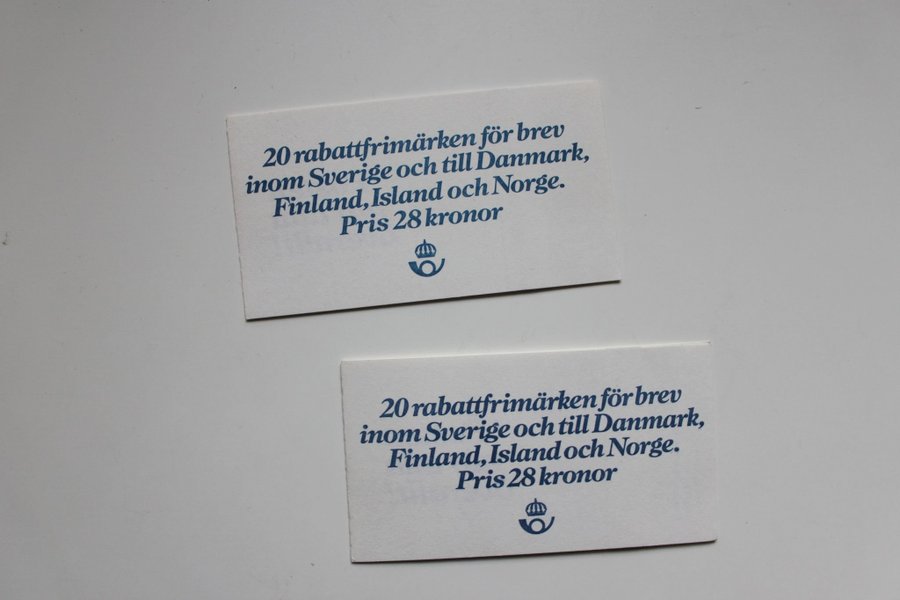 20 rabattfrimärken för brev
inom Sverige och till Danmark,
Finland, Island och Norge.
Pris 28 kronor
20 rabattfrimärken för brev
inom Sverige och till Danmark,
Finland, Island och Norge.
Pris 28 kronor